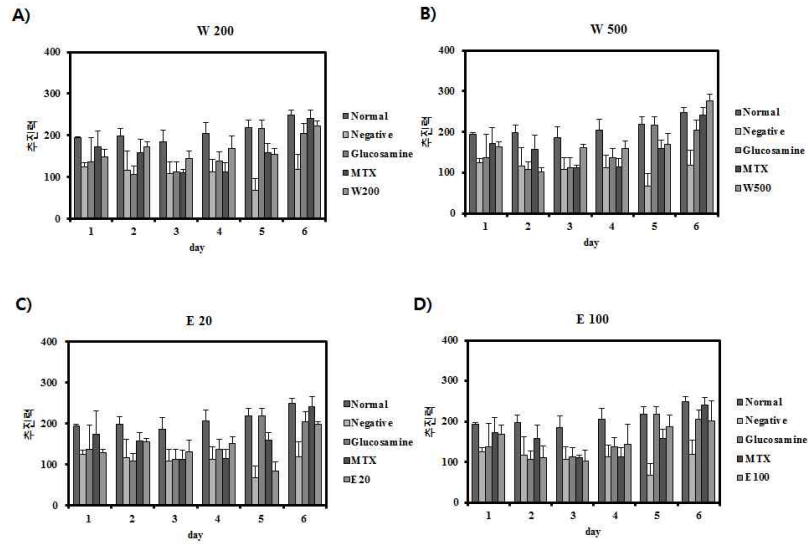 A)
W 200
400
300
200
100
0
추진력
1 2 3 4 5 6
day
Normal
Negative
Glucosamine
MTX
W200
B)
W 500
400
300
200
100
0
추진력
1 2 3 4 5 6
day
Normal
Negative
Glucosamine
MTX
W500
C)
E 20
400
300
200
100
0
추진력
1 2 3 4 5 6
day
Normal
Negative
Glucosamine
MTX
E20
D)
E 100
400
300
200
100
0
추진력
1 2 3 4 5 6
day
Normal
Negative
Glucosamine
MTX
E100